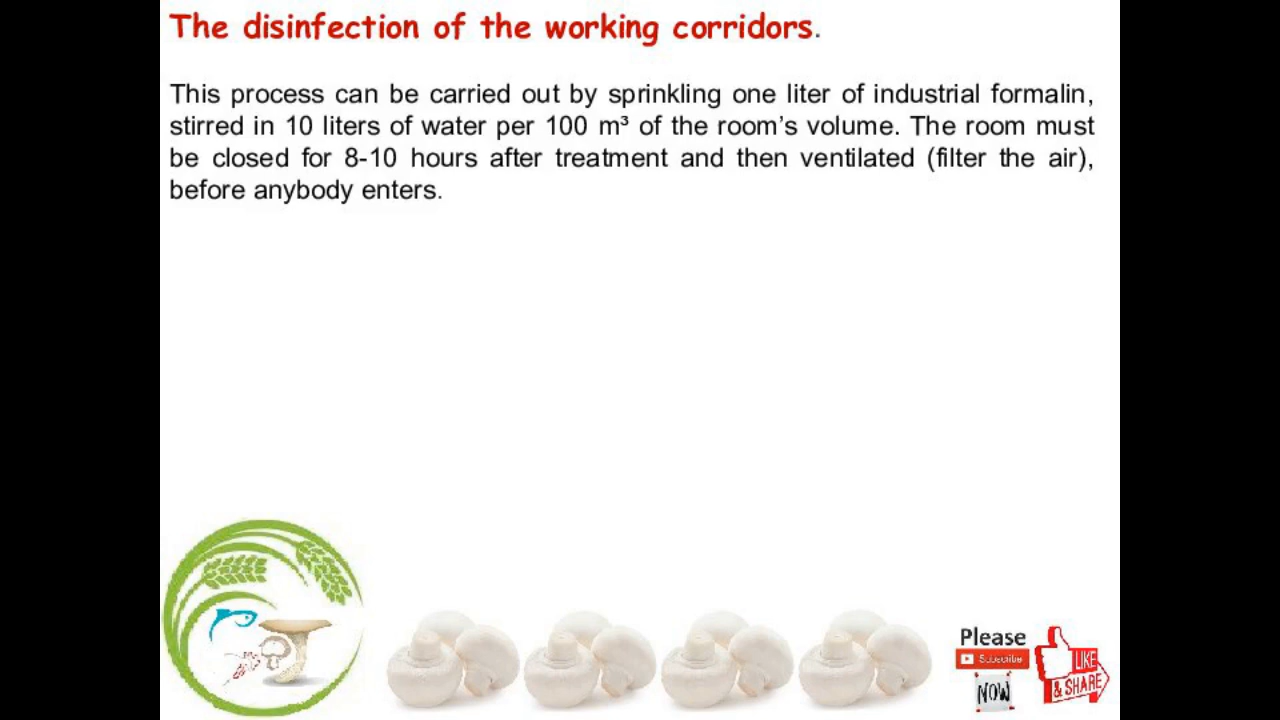 The disinfection of the working corridors.
This process can be carried out by sprinkling one liter of industrial formalin,
stirred in 10 liters of water per 100 m³ of the room's volume. The room must
be closed for 8-10 hours after treatment and then ventilated (filter the air),
before anybody enters.
Please
Subscribe
NOW
LIKE
& SHARE